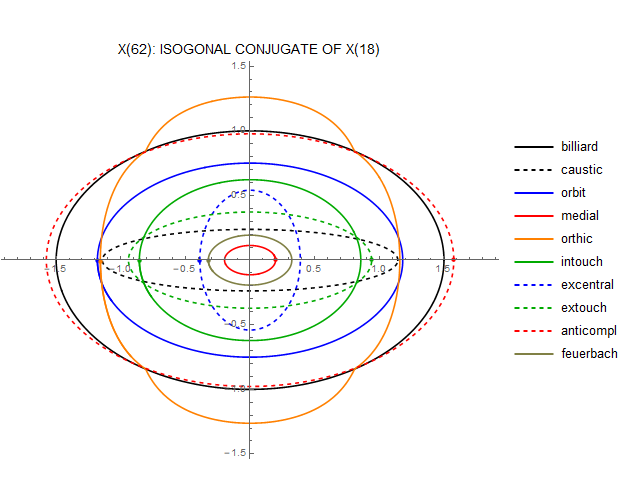 X(62): ISOGONAL CONJUGATE OF X(18)
1.5
1.0
0.5
-1.5
-1.0
-0.5
0.5
1.0
1.5
-0.5
-1.0
-1.5
billiard
caustic
orbit
medial
orthic
intouch
excentral
extouch
anticompl
feuerbach